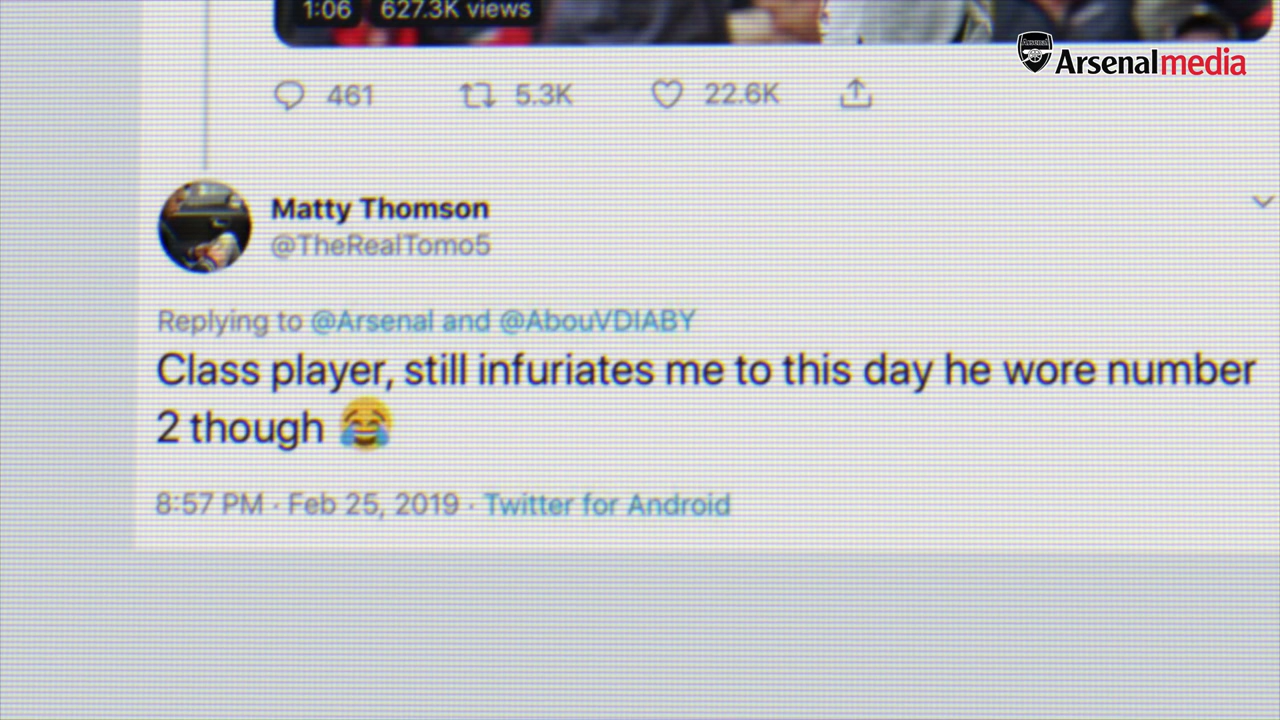 1:06 627.3K views
Arsenal
Arsenalmedia
461 5.3K 22.6K
Matty Thomson
@TheRealTomo5
Replying to @Arsenal and @AbouVDIABY
Class player, still infuriates me to this day he wore number
2 though 😂
8:57 PM · Feb 25, 2019 · Twitter for Android